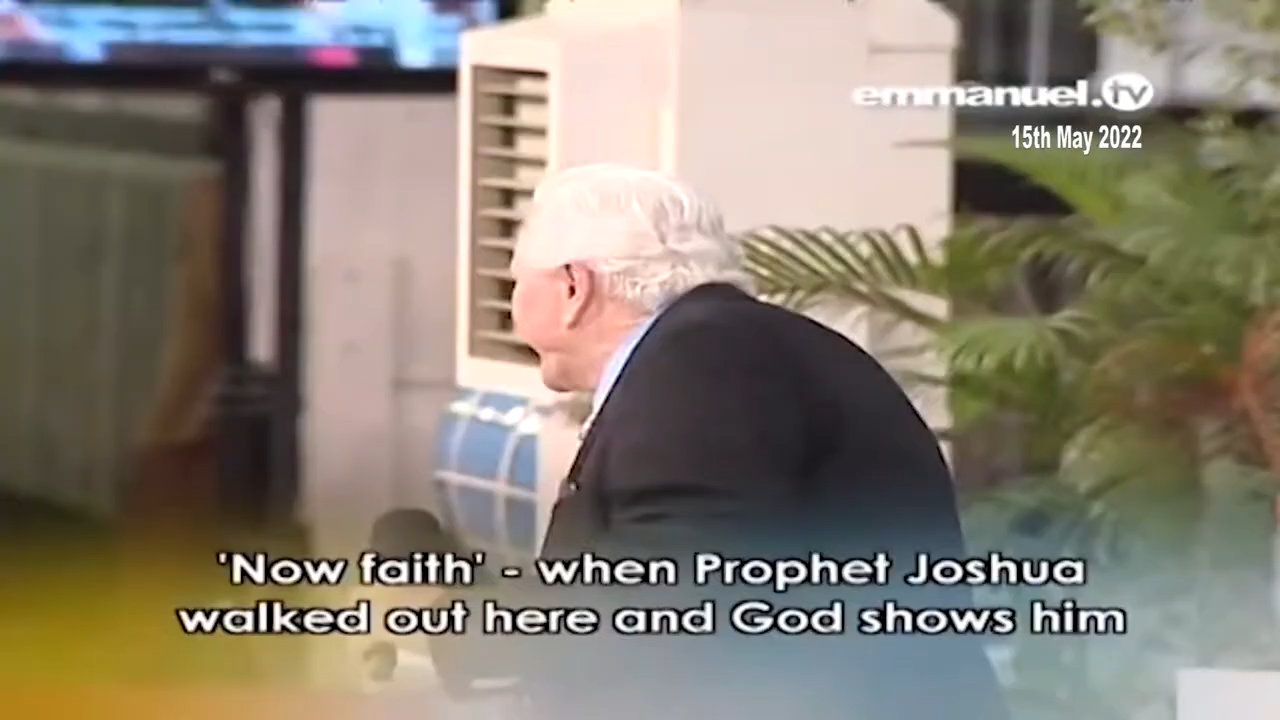 emmanuel.tv
15th May 2022
'Now faith' - when Prophet Joshua
walked out here and God shows him